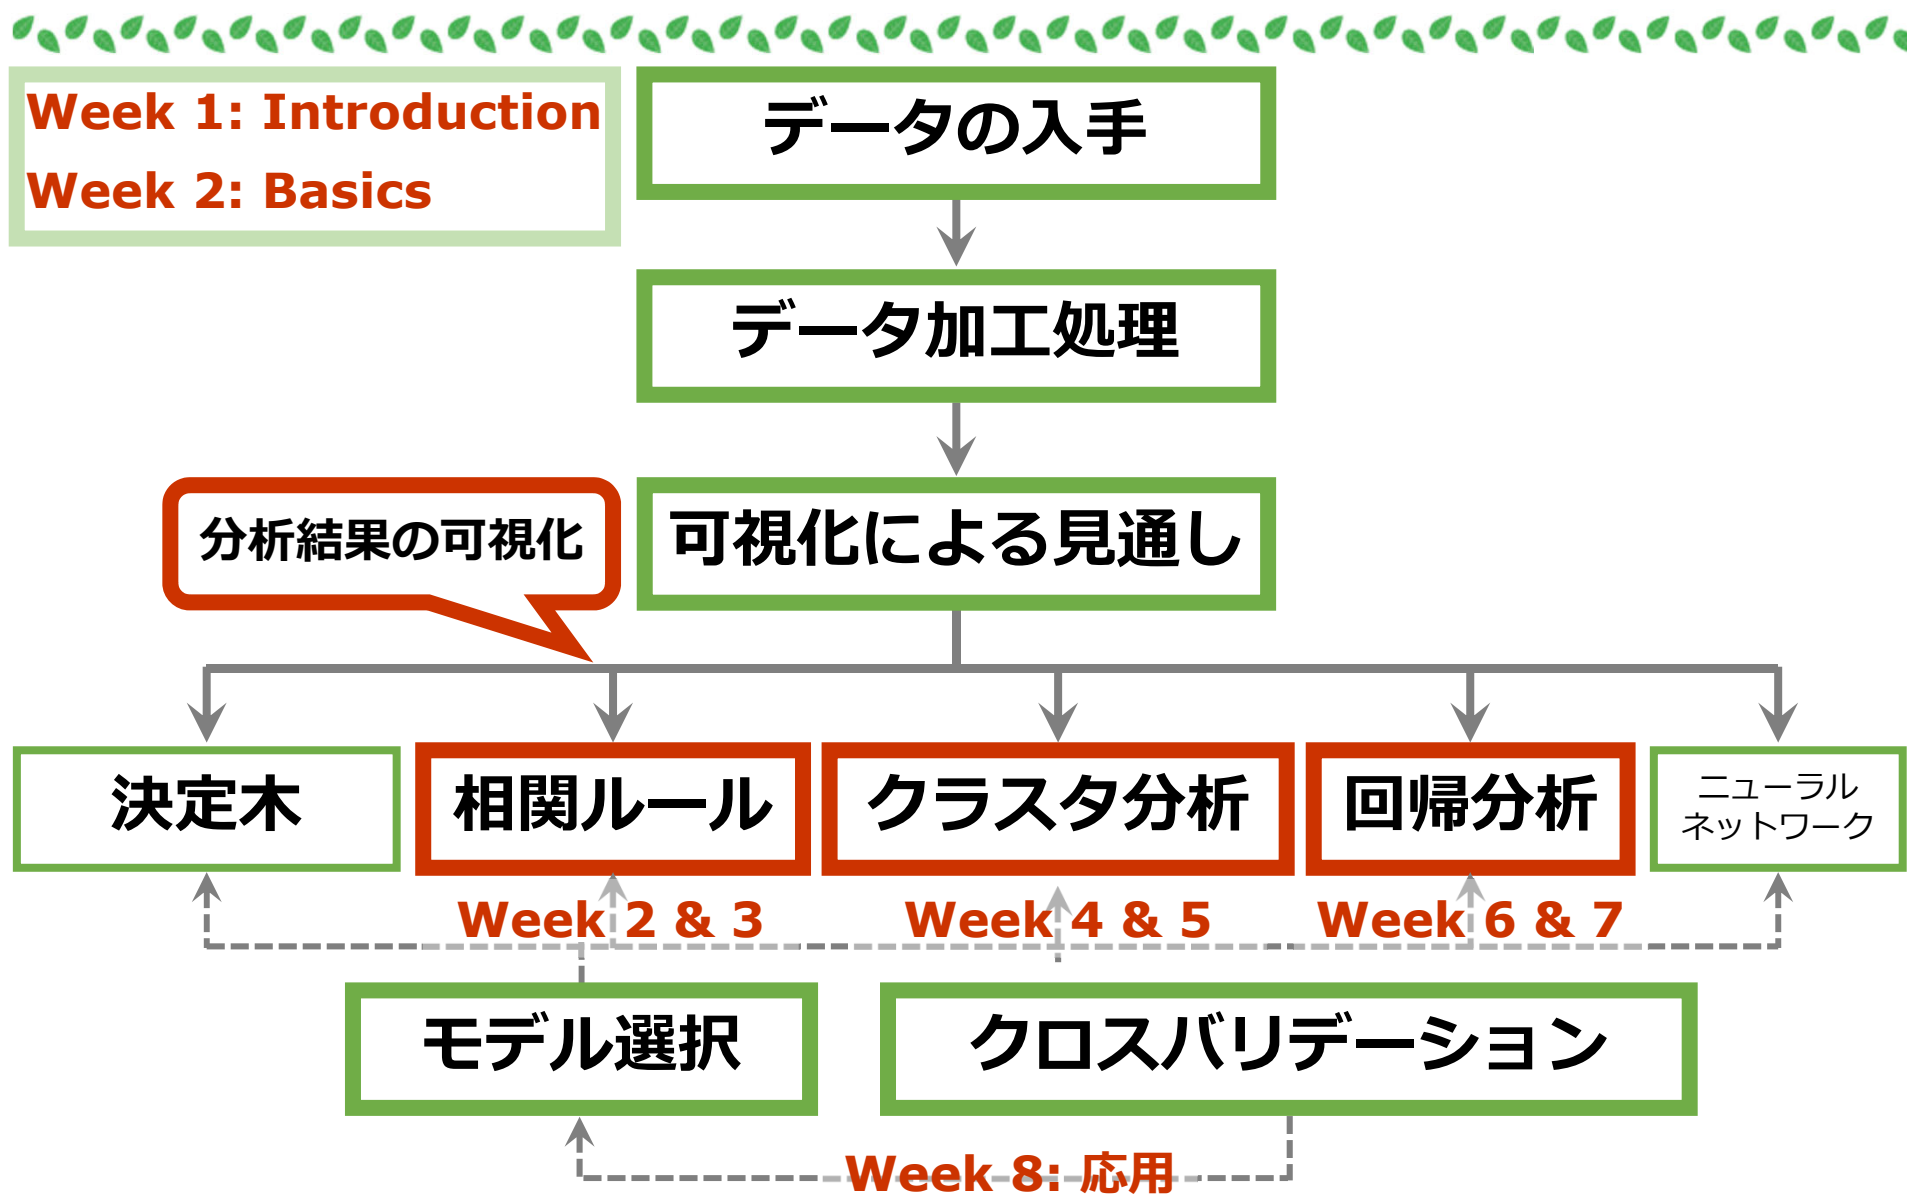 Week 1: Introduction
Week 2: Basics
データの入手
データ加工処理
分析結果の可視化
可視化による見通し
決定木
相関ルール
クラスタ分析
回帰分析
ニューラル
ネットワーク
Week 2 & 3
Week 4 & 5
Week 6 & 7
モデル選択
クロスバリデーション
Week 8: 応用